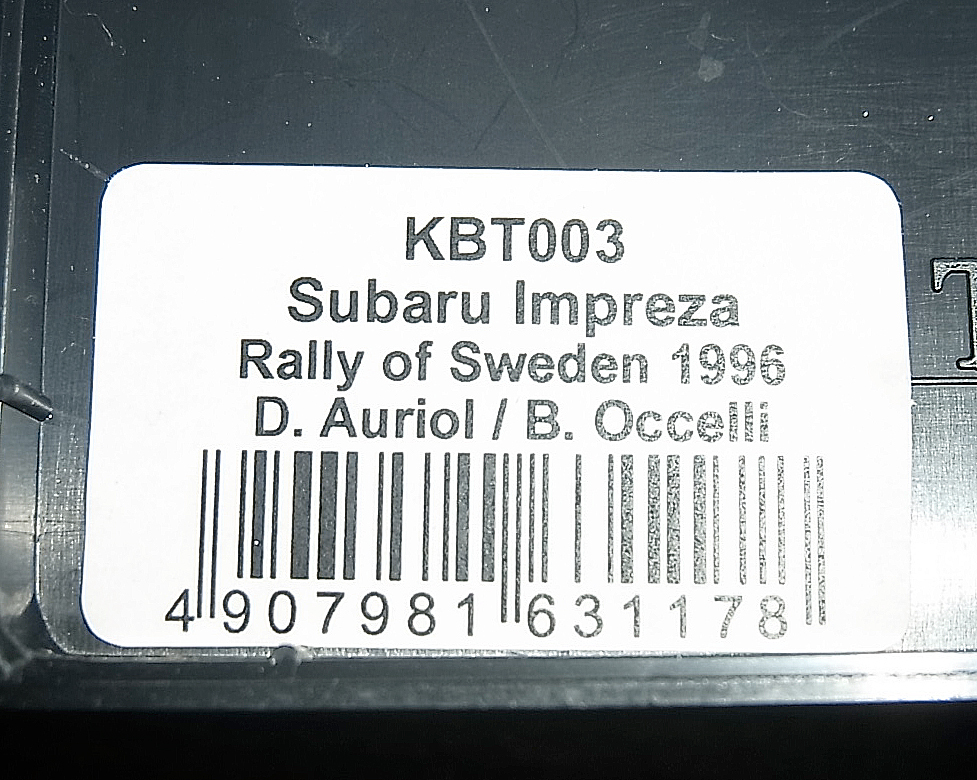 KBT003
Subaru Impreza
Rally of Sweden 1996
D. Auriol / B. Occelli
4 907981 631178
T